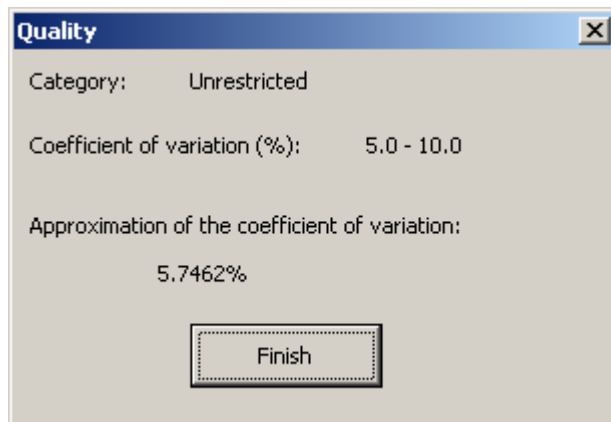 Quality
Category: Unrestricted
Coefficient of variation (%): 5.0 - 10.0
Approximation of the coefficient of variation:
5.7462%
Finish